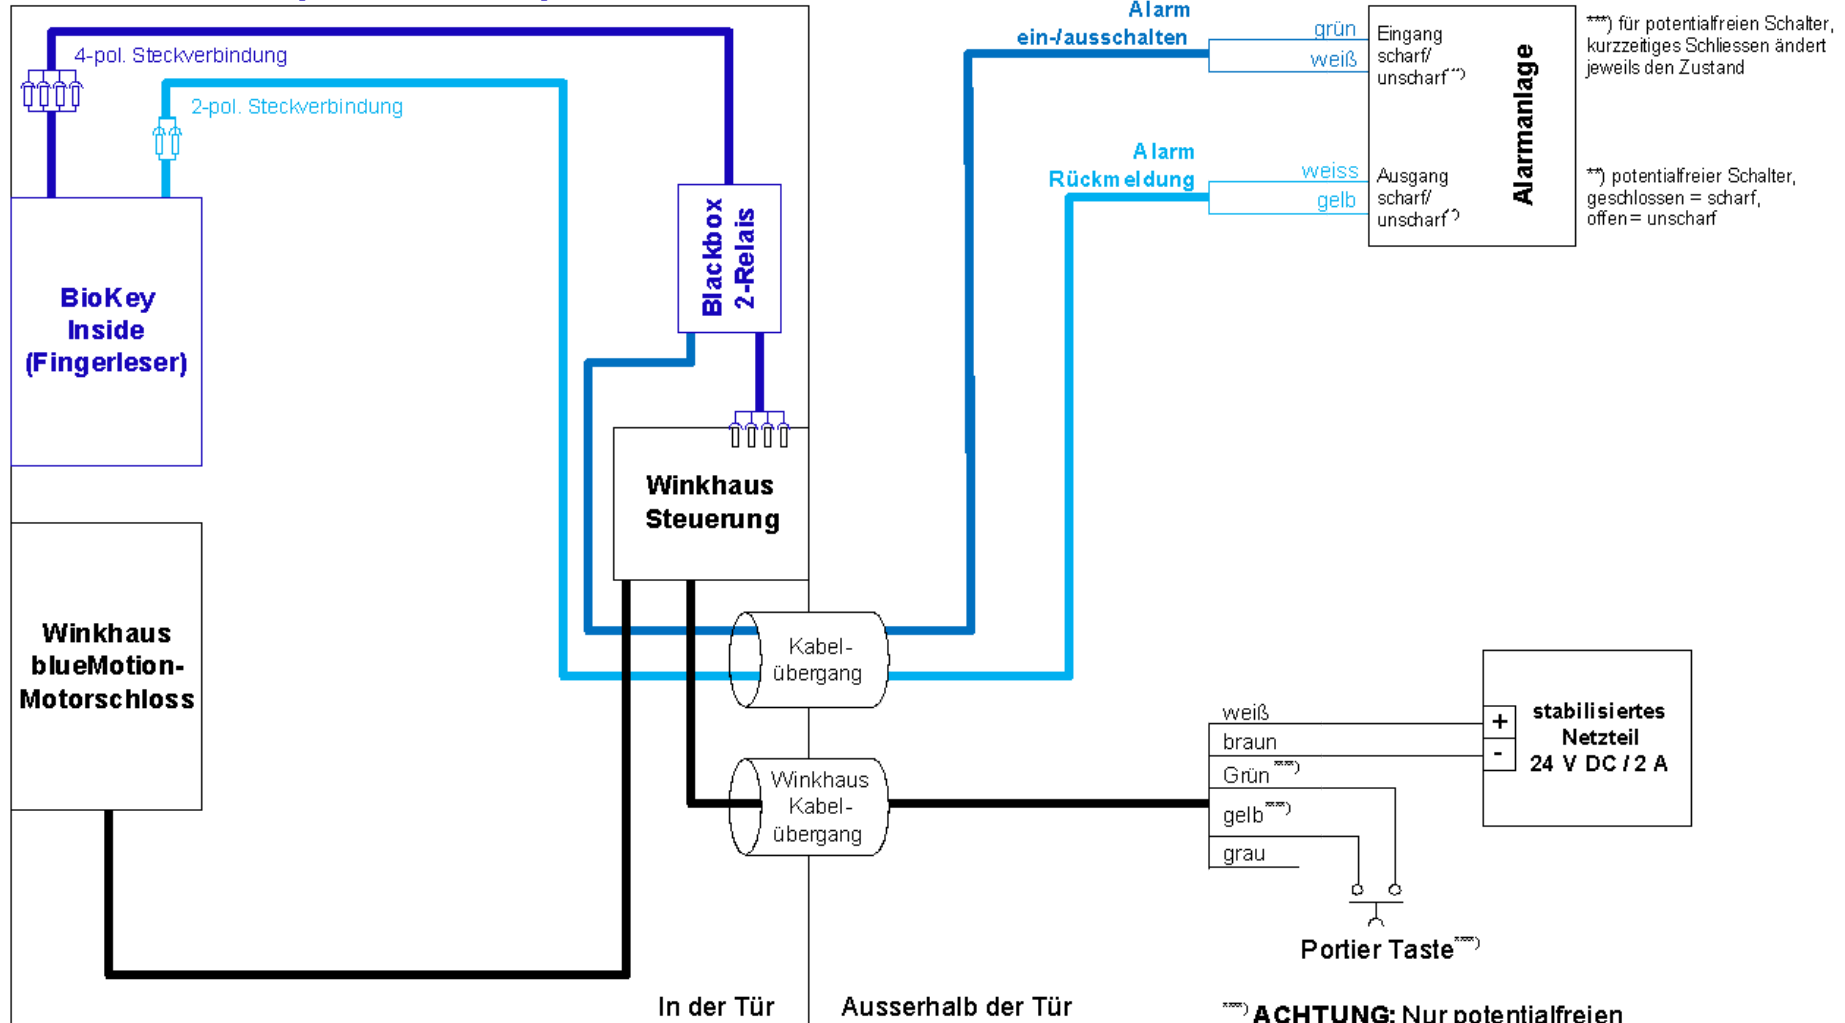 4-pol. Steckverbindung
2-pol. Steckverbindung
BioKey
Inside
(Fingerleser)
Blackbox
2-Relais
Winkhaus
Steuerung
Winkhaus
blueMotion-
Motorschloss
Kabel-
übergang
Winkhaus
Kabel-
übergang
In der Tür
Ausserhalb der Tür
Alarm
ein-/ausschalten
grün
weiß
Eingang
scharf/
unscharf***)
Alarm
Rückmeldung
weiss
gelb
Ausgang
scharf/
unscharf**)
Alarmanlage
***) für potentialfreien Schalter,
kurzzeitiges Schliessen ändert
jeweils den Zustand
**) potentialfreier Schalter,
geschlossen = scharf,
offen = unscharf
weiß
braun
Grün****)
gelb****)
grau
+
-
stabilisiertes
Netzteil
24 V DC / 2 A
Portier Taste****)
****) ACHTUNG: Nur potentialfreien